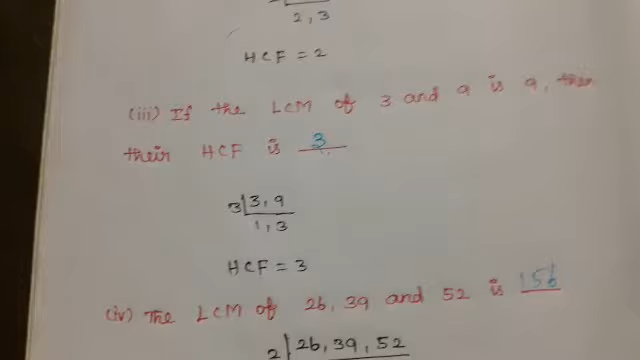 2, 3
HCF = 2
(iii) If the LCM of 3 and 9 is 9, then
their HCF is 3
3 | 3, 9
1, 3
HCF = 3
(iv) The LCM of 26, 39 and 52 is 156
2 | 26, 39, 52